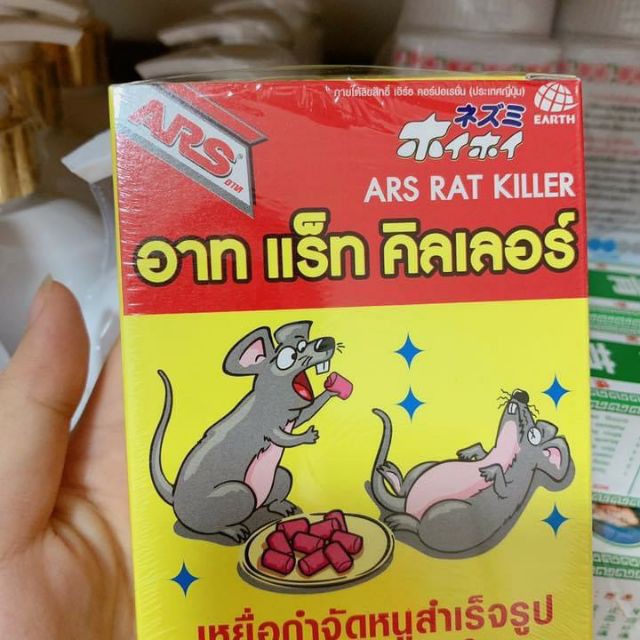 ภายใต้ลิขสิทธิ์ เอิร์ธ คอร์ปอเรชั่น (ประเทศญี่ปุ่น)
ARS
อาท
ネズミ
ホイホイ
EARTH
ARS RAT KILLER
อาท แร็ท คิลเลอร์
เหยื่อกำจัดหนูสำเร็จรูป